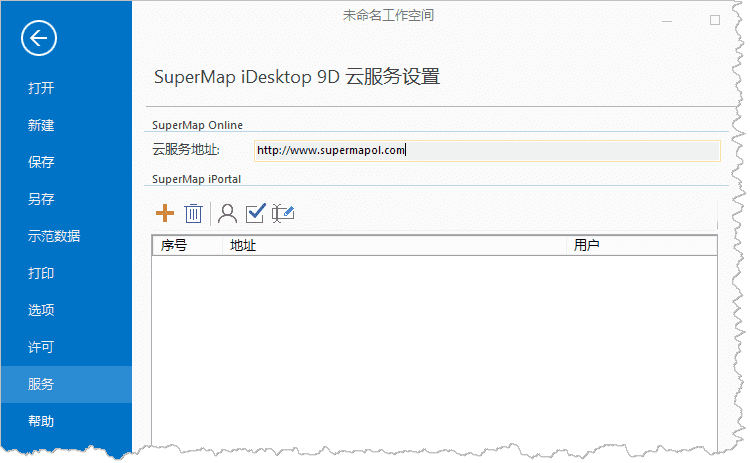 未命名工作空间
打开
新建
保存
另存
示范数据
打印
选项
许可
服务
帮助
SuperMap iDesktop 9D 云服务设置
SuperMap Online
云服务地址: http://www.supermapol.com
SuperMap iPortal
序号 地址 用户